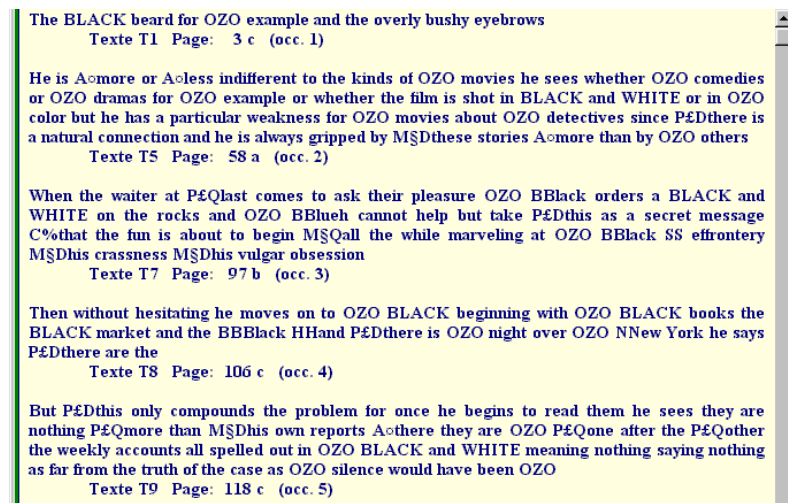 The BLACK beard for OZO example and the overly bushy eyebrows
Texte T1 Page: 3 c (occ. 1)
He is A¤more or A¤less indifferent to the kinds of OZO movies he sees whether OZO comedies
or OZO dramas for OZO example or whether the film is shot in BLACK and WHITE or in OZO
color but he has a particular weakness for OZO movies about OZO detectives since P£Dthere is
a natural connection and he is always gripped by M§Dthese stories A¤more than by OZO others
Texte T5 Page: 58 a (occ. 2)
When the waiter at P£Qlast comes to ask their pleasure OZO BBlack orders a BLACK and
WHITE on the rocks and OZO BBlueh cannot help but take P£Dthis as a secret message
C%that the fun is about to begin M§Qall the while marveling at OZO BBlack SS effrontery
M§Dhis crassness M§Dhis vulgar obsession
Texte T7 Page: 97 b (occ. 3)
Then without hesitating he moves on to OZO BLACK beginning with OZO BLACK books the
BLACK market and the BBBlack HHand P£Dthere is OZO night over OZO NNew York he says
P£Dthere are the
Texte T8 Page: 106 c (occ. 4)
But P£Dthis only compounds the problem for once he begins to read them he sees they are
nothing P£Qmore than M§Dhis own reports A¤there they are OZO P£Qone after the P£Qother
the weekly accounts all spelled out in OZO BLACK and WHITE meaning nothing saying nothing
as far from the truth of the case as OZO silence would have been OZO
Texte T9 Page: 118 c (occ. 5)